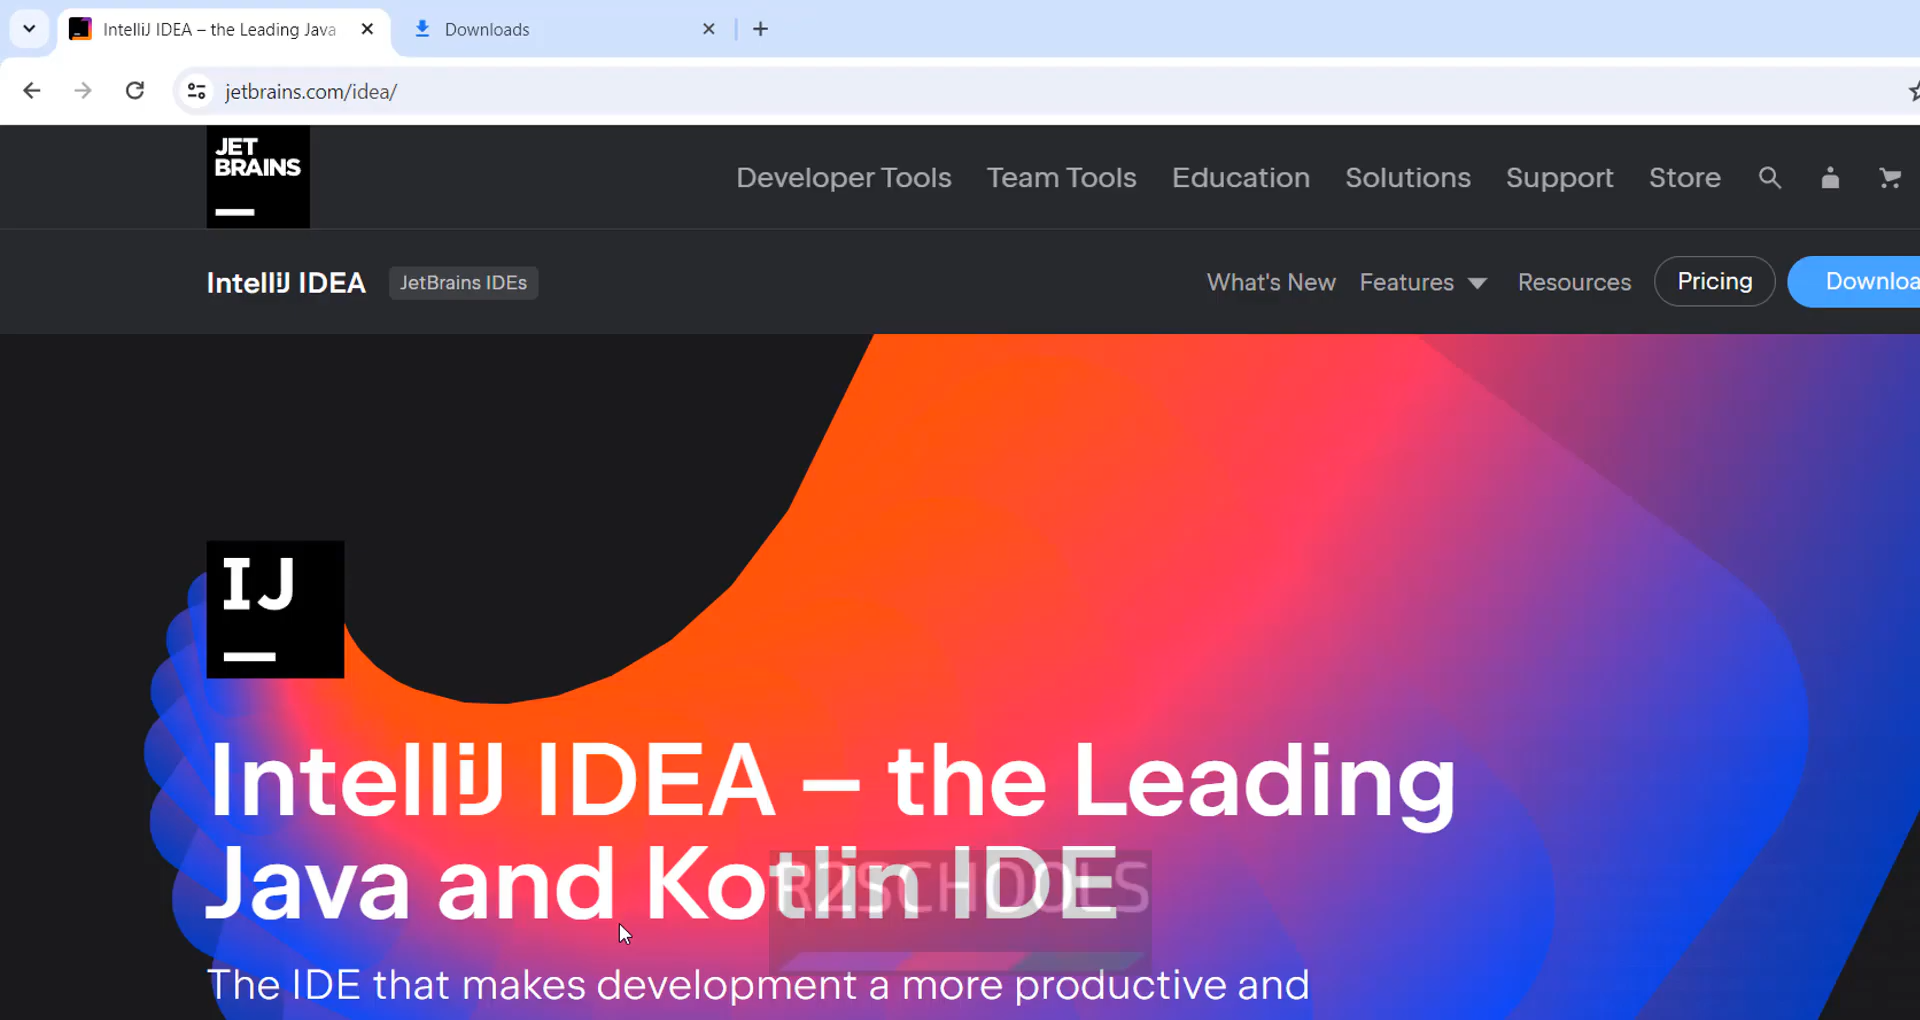 IntelliJ IDEA – the Leading Java
Downloads
jetbrains.com/idea/
JET
BRAINS
Developer Tools Team Tools Education Solutions Support Store
IntelliJ IDEA JetBrains IDEs
What's New Features Resources Pricing Downloa
IJ
IntelliJ IDEA – the Leading
Java and Kotlin IDE
R2SCHOOLS
The IDE that makes development a more productive and